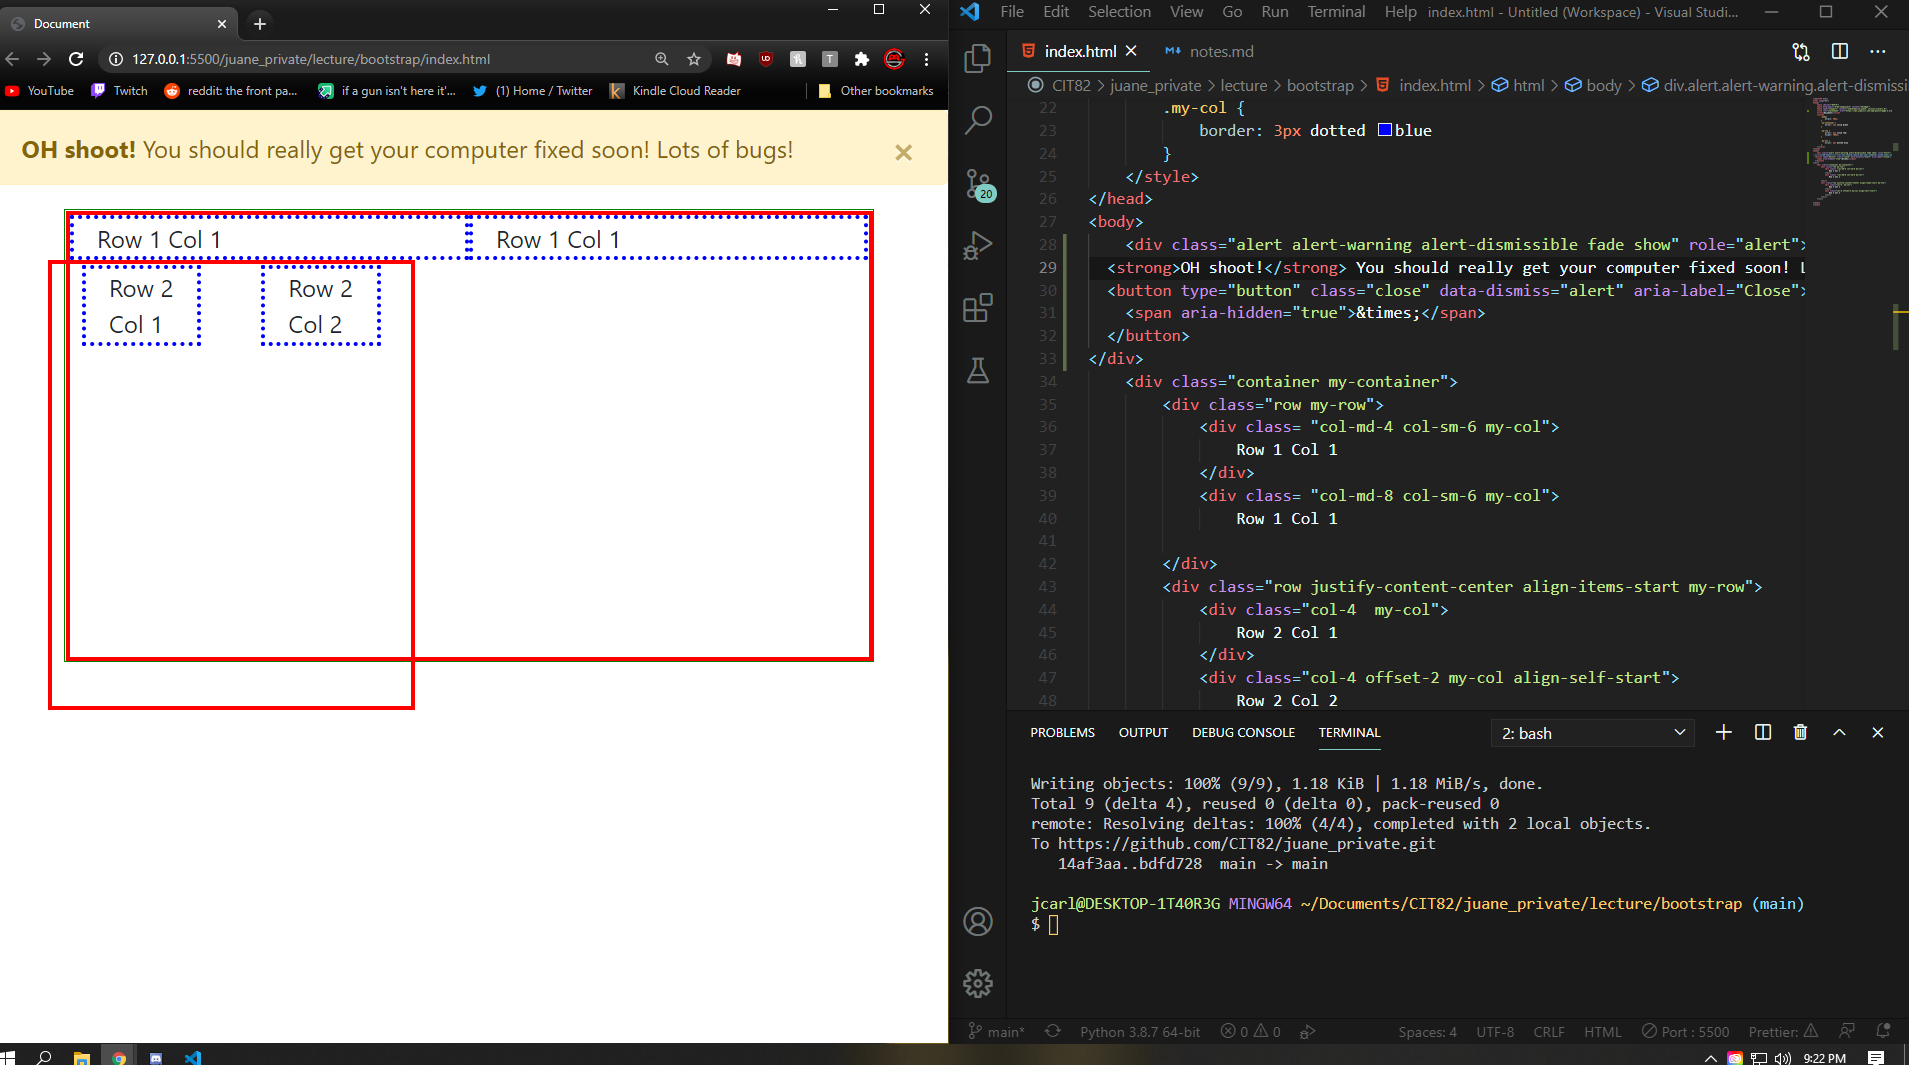 Document
127.0.0.1:5500/juane_private/lecture/bootstrap/index.html
YouTube
Twitch
reddit: the front pa...
if a gun isn't here it'...
(1) Home / Twitter
Kindle Cloud Reader
Other bookmarks
OH shoot! You should really get your computer fixed soon! Lots of bugs!
×
Row 1 Col 1
Row 1 Col 1
Row 2
Col 1
Row 2
Col 2
File Edit Selection View Go Run Terminal Help index.html - Untitled (Workspace) - Visual Studi...
index.html
notes.md
CIT82 > juane_private > lecture > bootstrap > index.html > html > body > div.alert.alert-warning.alert-dismissi
20
22 .my-col {
23 border: 3px dotted blue
24 }
25 </style>
26 </head>
27 <body>
28 <div class="alert alert-warning alert-dismissible fade show" role="alert">
29 <strong>OH shoot!</strong> You should really get your computer fixed soon! L
30 <button type="button" class="close" data-dismiss="alert" aria-label="Close">
31 <span aria-hidden="true">&times;</span>
32 </button>
33 </div>
34 <div class="container my-container">
35 <div class="row my-row">
36 <div class= "col-md-4 col-sm-6 my-col">
37 Row 1 Col 1
38 </div>
39 <div class= "col-md-8 col-sm-6 my-col">
40 Row 1 Col 1
41
42 </div>
43 <div class="row justify-content-center align-items-start my-row">
44 <div class="col-4  my-col">
45 Row 2 Col 1
46 </div>
47 <div class="col-4 offset-2 my-col align-self-start">
48 Row 2 Col 2
PROBLEMS OUTPUT DEBUG CONSOLE TERMINAL
2: bash
Writing objects: 100% (9/9), 1.18 KiB | 1.18 MiB/s, done.
Total 9 (delta 4), reused 0 (delta 0), pack-reused 0
remote: Resolving deltas: 100% (4/4), completed with 2 local objects.
To https://github.com/CIT82/juane_private.git
14af3aa..bdfd728  main -> main
jcarl@DESKTOP-1T40R3G MINGW64 ~/Documents/CIT82/juane_private/lecture/bootstrap (main)
$
main* Python 3.8.7 64-bit 0 0 Spaces: 4 UTF-8 CRLF HTML Port : 5500 Prettier:
9:22 PM